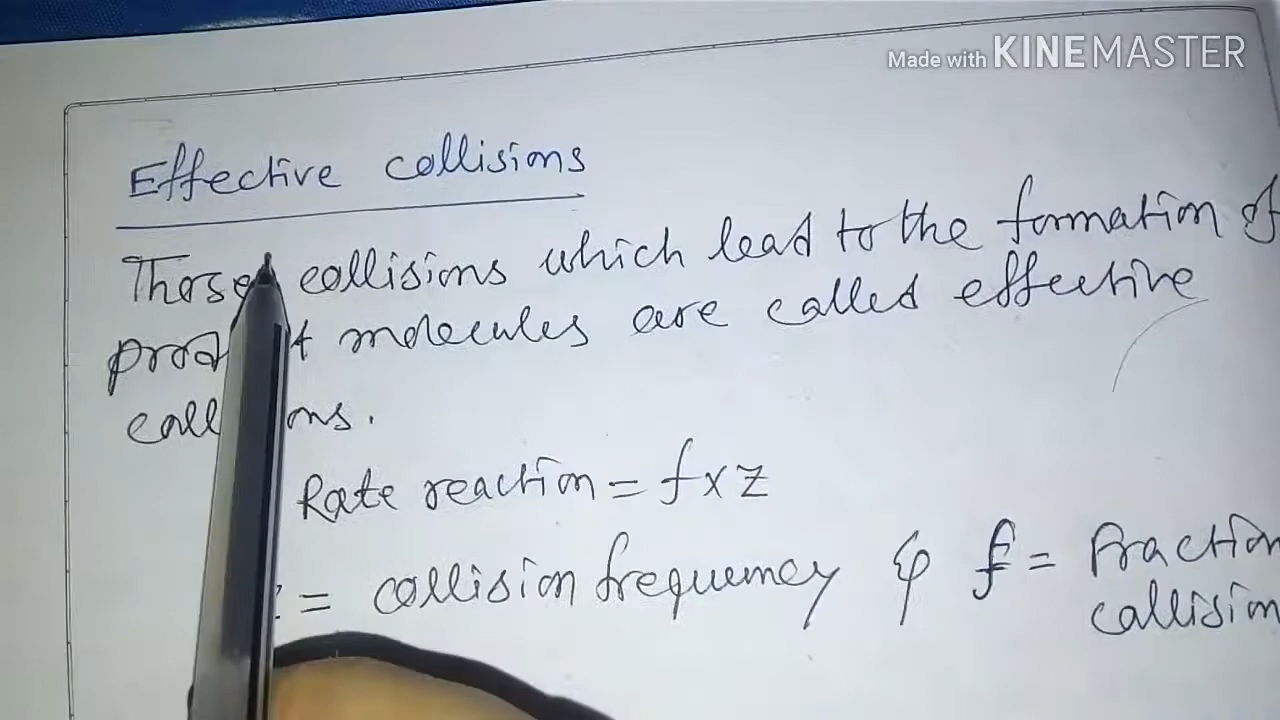 Made with KINEMASTER
Effective collisions
Those collisions which lead to the formation of
molecules are called effective
Rate reaction = f x z
= collision frequency & f = Fraction
collision